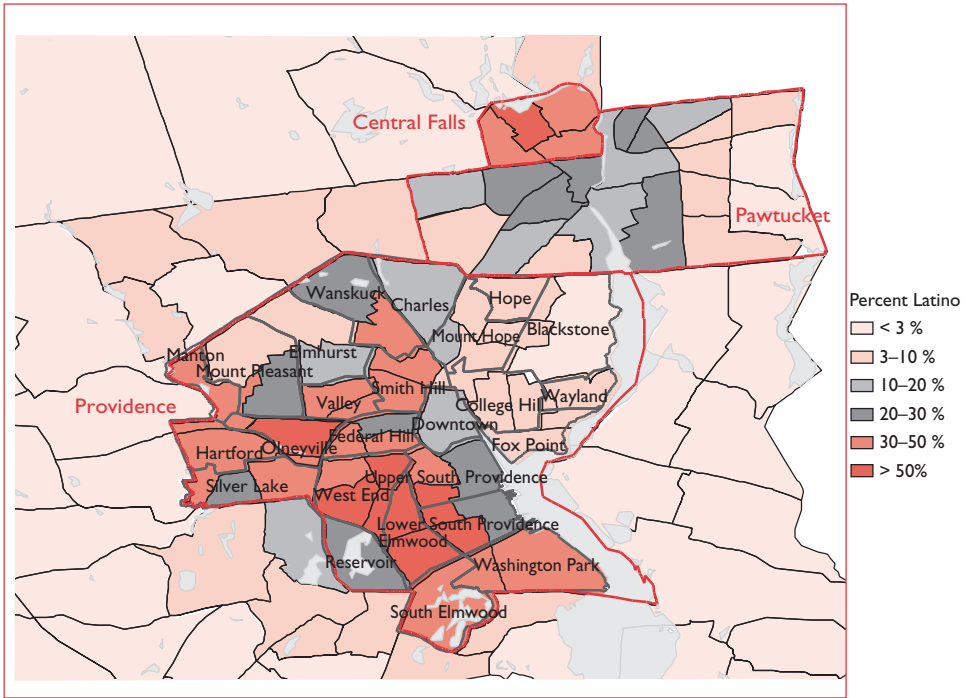 Central Falls
Pawtucket
Wanskuck
Charles
Hope
Mount Hope
Blackstone
Manton
Mount Pleasant
Elmhurst
Smith Hill
Providence
Valley
College Hill
Wayland
Downtown
Federal Hill
Fox Point
Hartford
Olneyville
Silver Lake
Upper South Providence
West End
Lower South Providence
Elmwood
Reservoir
Washington Park
South Elmwood
Percent Latino
< 3 %
3–10 %
10–20 %
20–30 %
30–50 %
> 50%